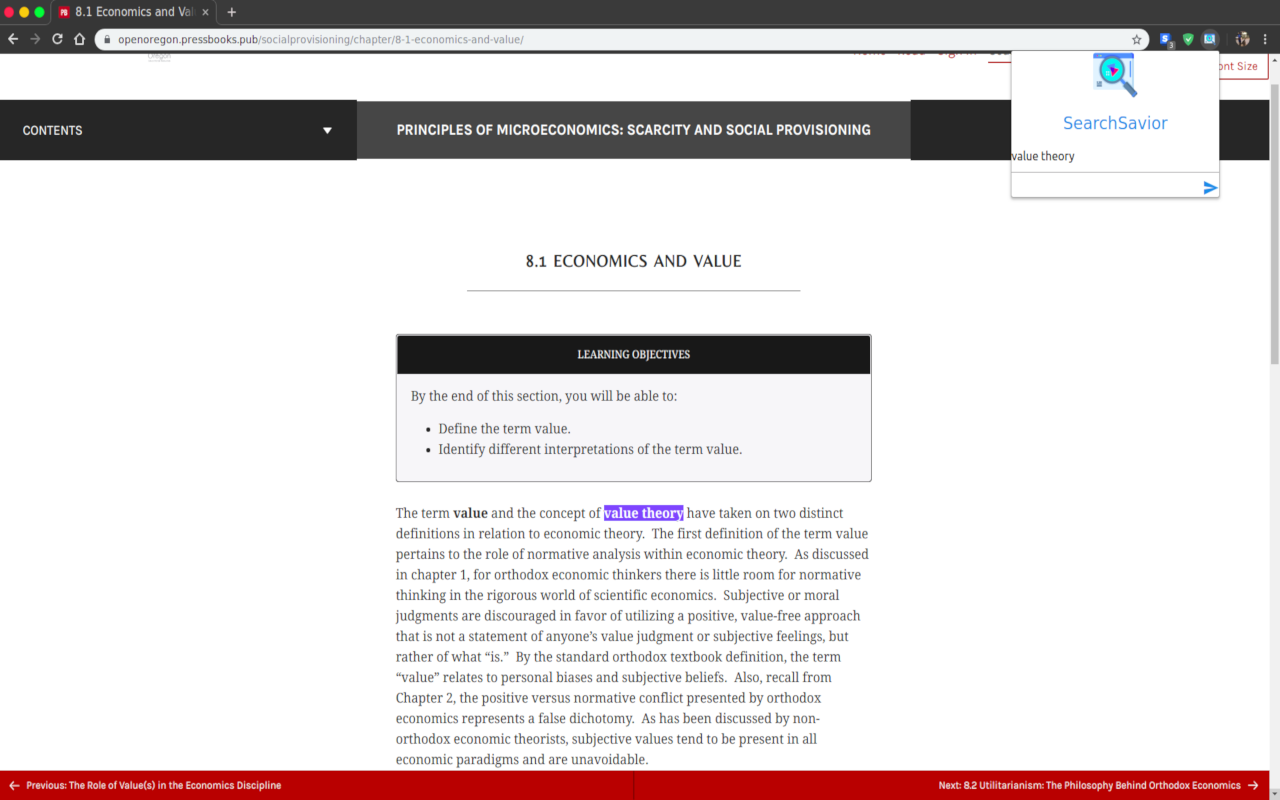 8.1 Economics and Val
openoregon.pressbooks.pub/socialprovisioning/chapter/8-1-economics-and-value/
3
Oregon
ont Size
CONTENTS
PRINCIPLES OF MICROECONOMICS: SCARCITY AND SOCIAL PROVISIONING
SearchSavior
value theory
8.1 ECONOMICS AND VALUE
LEARNING OBJECTIVES
By the end of this section, you will be able to:
• Define the term value.
• Identify different interpretations of the term value.
The term value and the concept of value theory have taken on two distinct
definitions in relation to economic theory.  The first definition of the term value
pertains to the role of normative analysis within economic theory.  As discussed
in chapter 1, for orthodox economic thinkers there is little room for normative
thinking in the rigorous world of scientific economics.  Subjective or moral
judgments are discouraged in favor of utilizing a positive, value-free approach
that is not a statement of anyone’s value judgment or subjective feelings, but
rather of what “is.”  By the standard orthodox textbook definition, the term
“value” relates to personal biases and subjective beliefs.  Also, recall from
Chapter 2, the positive versus normative conflict presented by orthodox
economics represents a false dichotomy.  As has been discussed by non-
orthodox economic theorists, subjective values tend to be present in all
economic paradigms and are unavoidable.
Previous: The Role of Value(s) in the Economics Discipline
Next: 8.2 Utilitarianism: The Philosophy Behind Orthodox Economics